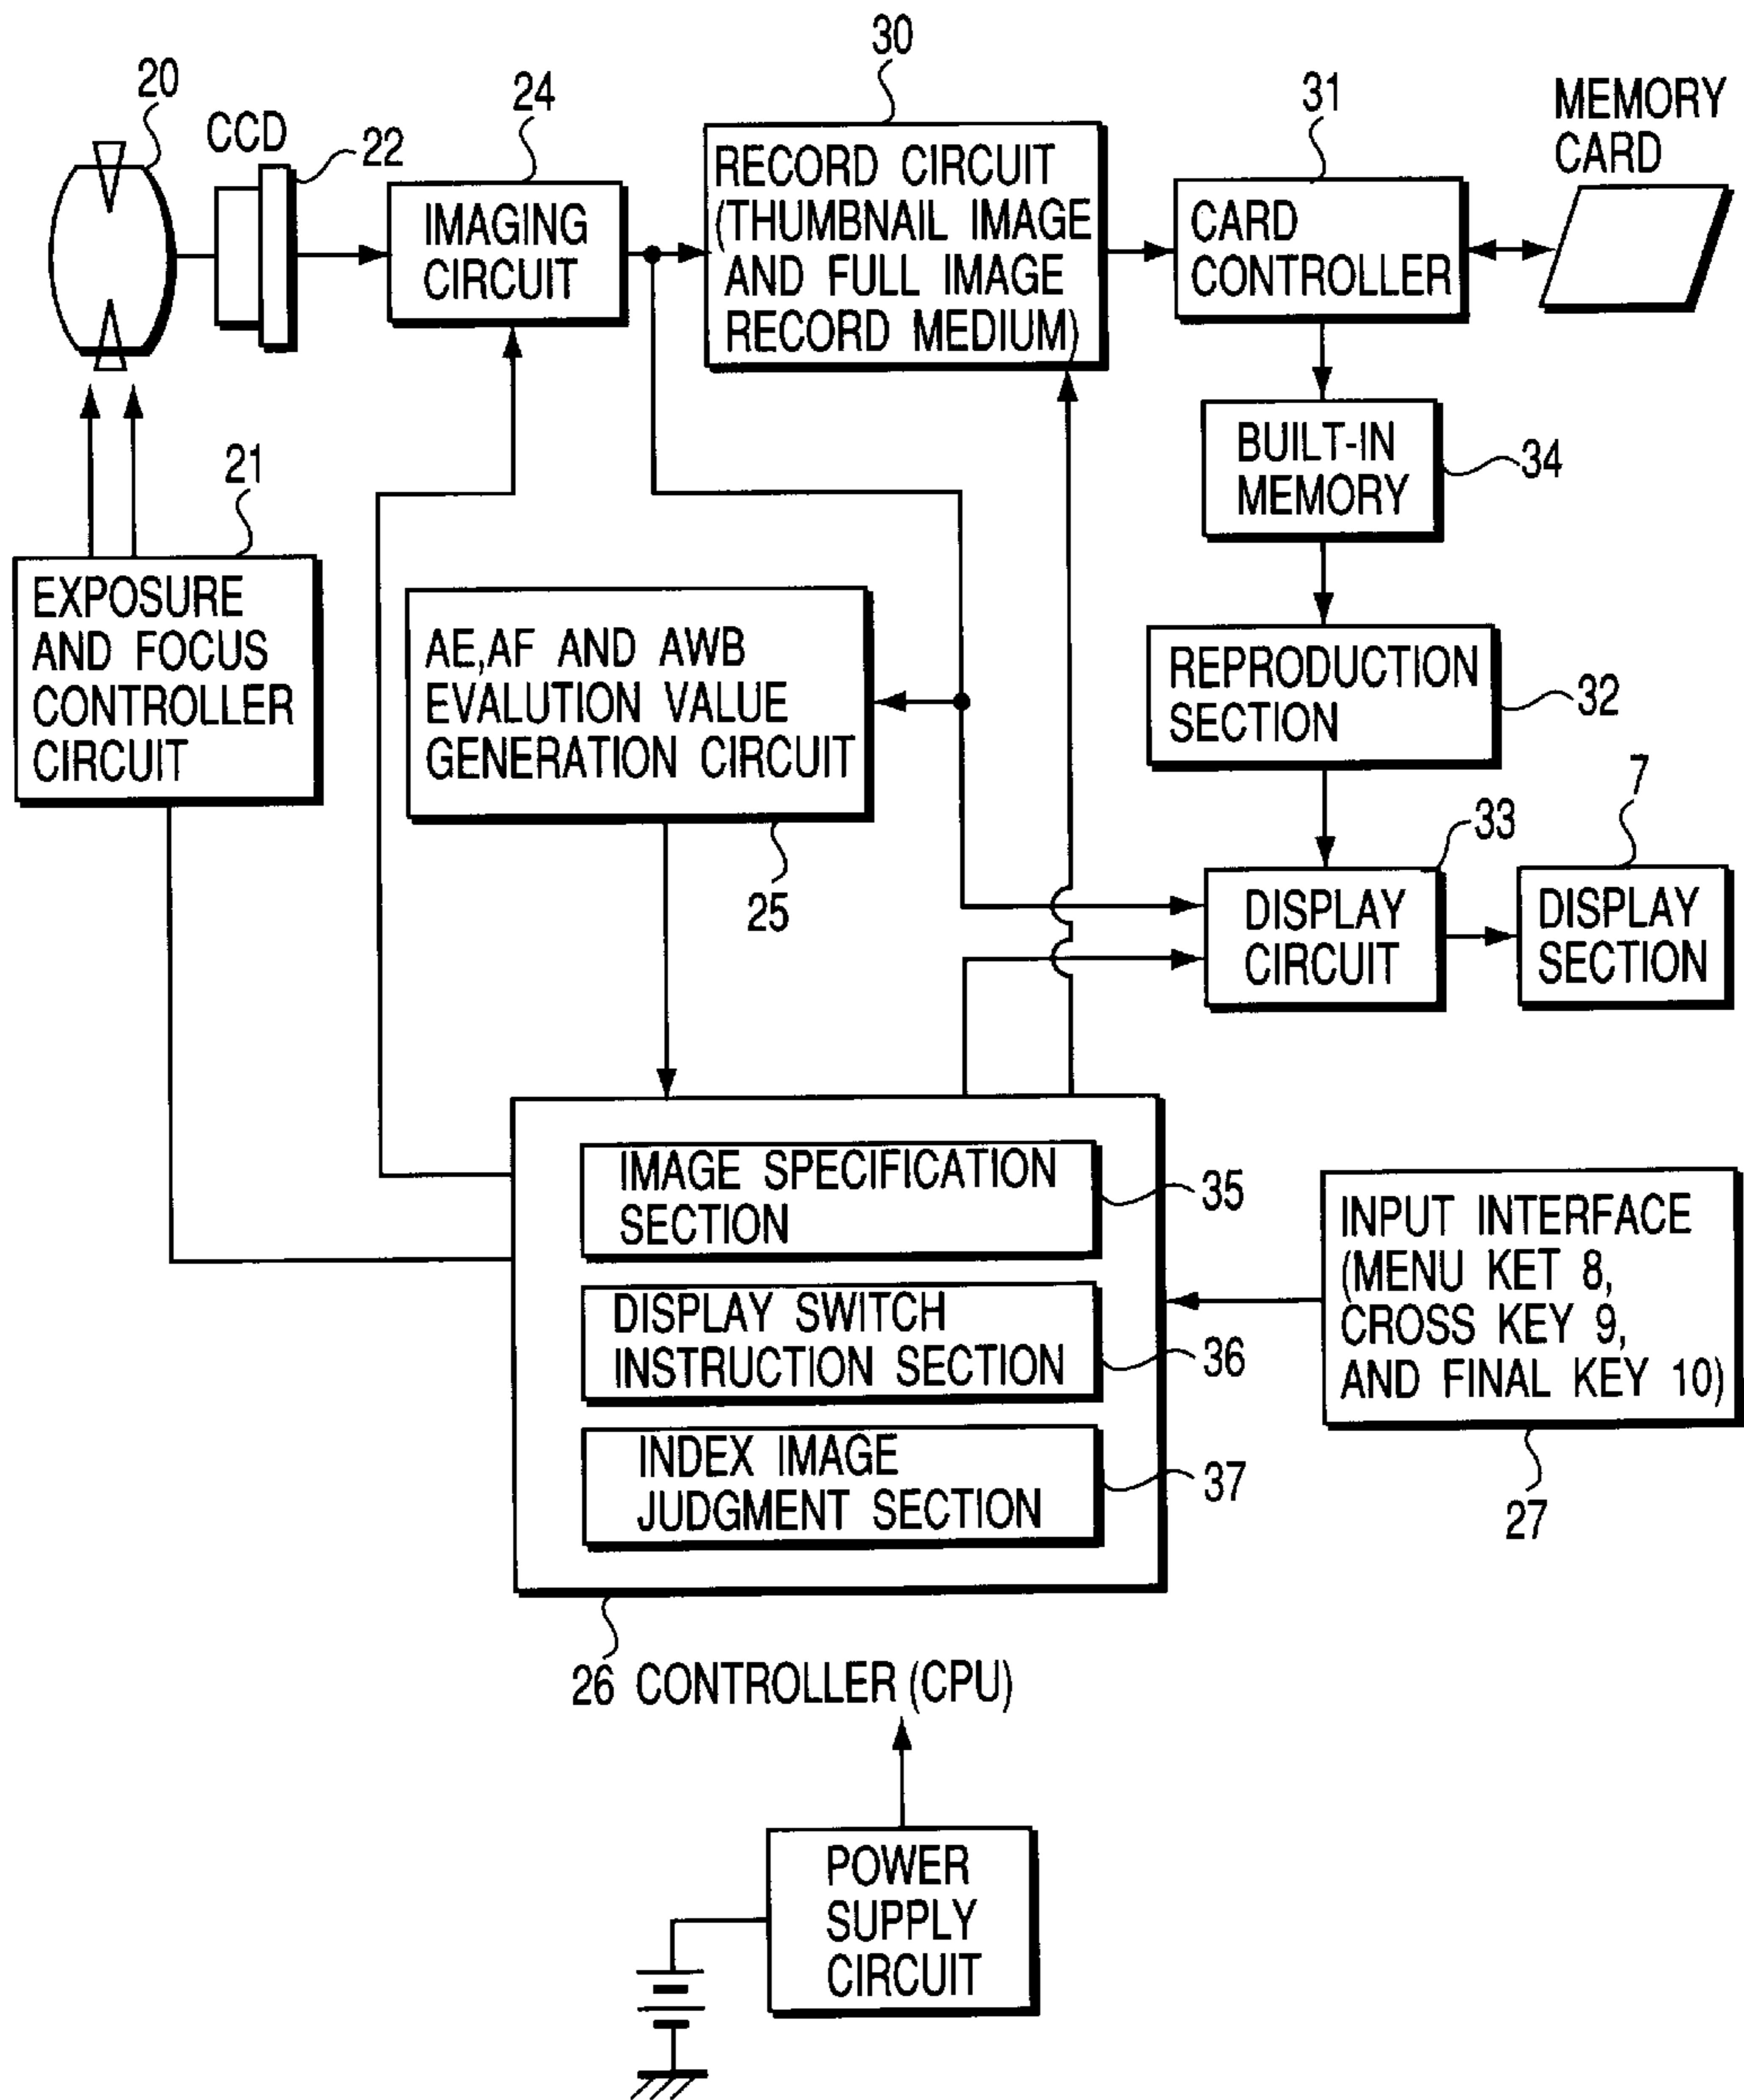 30
20
24
31
MEMORY
CARD
CCD
22
RECORD CIRCUIT
(THUMBNAIL IMAGE
AND FULL IMAGE
RECORD MEDIUM)
IMAGING
CIRCUIT
CARD
CONTROLLER
21
BUILT-IN
MEMORY
34
EXPOSURE
AND FOCUS
CONTROLLER
CIRCUIT
AE,AF AND AWB
EVALUTION VALUE
GENERATION CIRCUIT
25
REPRODUCTION
SECTION
32
7
33
DISPLAY
CIRCUIT
DISPLAY
SECTION
IMAGE SPECIFICATION
SECTION
35
DISPLAY SWITCH
INSTRUCTION SECTION
36
INDEX IMAGE
JUDGMENT SECTION
37
INPUT INTERFACE
(MENU KET 8,
CROSS KEY 9,
AND FINAL KEY 10)
27
26 CONTROLLER (CPU)
POWER
SUPPLY
CIRCUIT